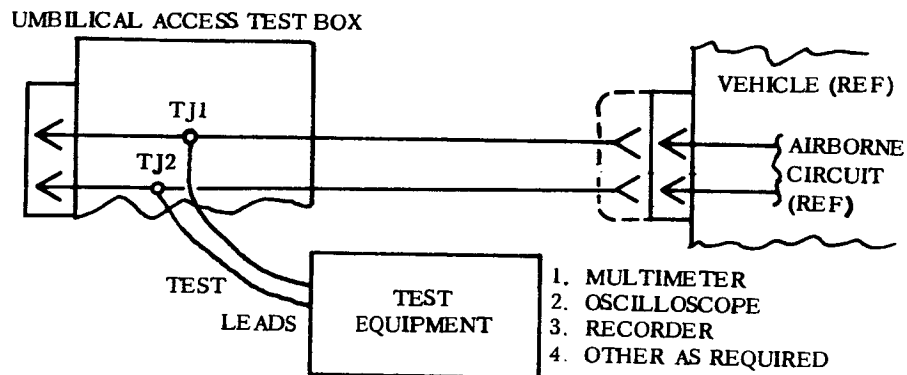 UMBILICAL ACCESS TEST BOX
VEHICLE (REF)
TJ1
TJ2
AIRBORNE
CIRCUIT
(REF)
TEST
LEADS
TEST
EQUIPMENT
1. MULTIMETER
2. OSCILLOSCOPE
3. RECORDER
4. OTHER AS REQUIRED